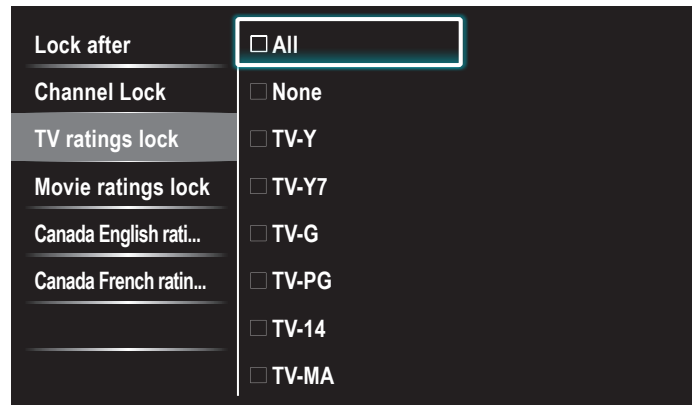 Lock after
Channel Lock
TV ratings lock
Movie ratings lock
Canada English rati...
Canada French ratin...
All
None
TV-Y
TV-Y7
TV-G
TV-PG
TV-14
TV-MA